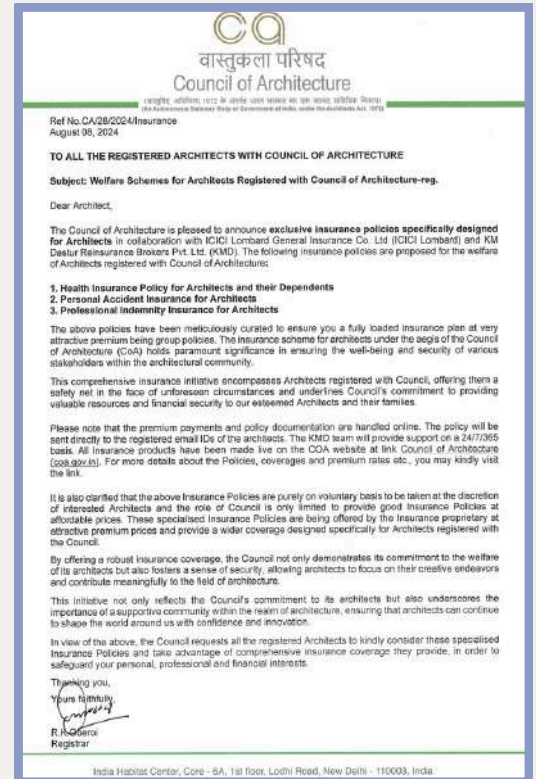 वास्तुकला परिषद
Council of Architecture
Ref No.CA/28/2024/Insurance
August 08, 2024
TO ALL THE REGISTERED ARCHITECTS WITH COUNCIL OF ARCHITECTURE
Subject: Welfare Schemes for Architects Registered with Council of Architecture-reg.
Dear Architect,
The Council of Architecture is pleased to announce exclusive insurance policies specifically designed
for Architects in collaboration with ICICI Lombard General Insurance Co. Ltd (ICICI Lombard) and KM
Dastur Reinsurance Brokers Pvt. Ltd. (KMD). The following insurance policies are proposed for the welfare
of Architects registered with Council of Architecture:
1. Health Insurance Policy for Architects and their Dependents
2. Personal Accident Insurance for Architects
3. Professional Indemnity Insurance for Architects
The above policies have been meticulously curated to ensure you a fully loaded insurance plan at very
attractive premium being group policies. The insurance scheme for architects under the aegis of the Council
of Architecture (CoA) holds paramount significance in ensuring the well-being and security of various
stakeholders within the architectural community.
This comprehensive insurance initiative encompasses Architects registered with Council, offering them a
safety net in the face of unforeseen circumstances and underlines Council's commitment to providing
valuable resources and financial security to our esteemed Architects and their families.
Please note that the premium payments and policy documentation are handled online. The policy will be
sent directly to the registered email IDs of the architects. The KMD team will provide support on a 24/7/365
basis. All insurance products have been made live on the COA website at link Council of Architecture
(coa.gov.in). For more details about the Policies, coverages and premium rates etc., you may kindly visit
the link.
It is also clarified that the above Insurance Policies are purely on voluntary basis to be taken at the discretion
of interested Architects and the role of Council is only limited to provide good Insurance Policies at
affordable prices. These specialised Insurance Policies are being offered by the Insurance proprietary at
attractive premium prices and provide a wider coverage designed specifically for Architects registered with
the Council.
By offering a robust insurance coverage, the Council not only demonstrates its commitment to the welfare
of its architects but also fosters a sense of security, allowing architects to focus on their creative endeavors
and contribute meaningfully to the field of architecture.
This initiative not only reflects the Council's commitment to its architects but also underscores the
importance of a supportive community within the realm of architecture, ensuring that architects can continue
to shape the world around us with confidence and innovation.
In view of the above, the Council requests all the registered Architects to kindly consider these specialised
Insurance Policies and take advantage of comprehensive insurance coverage they provide, in order to
safeguard your personal, professional and financial interests.
Thanking you,
Yours faithfully,
R.K.Oberoi
Registrar
India Habitat Center, Core - 6A, 1st floor, Lodhi Road, New Delhi - 110003, India